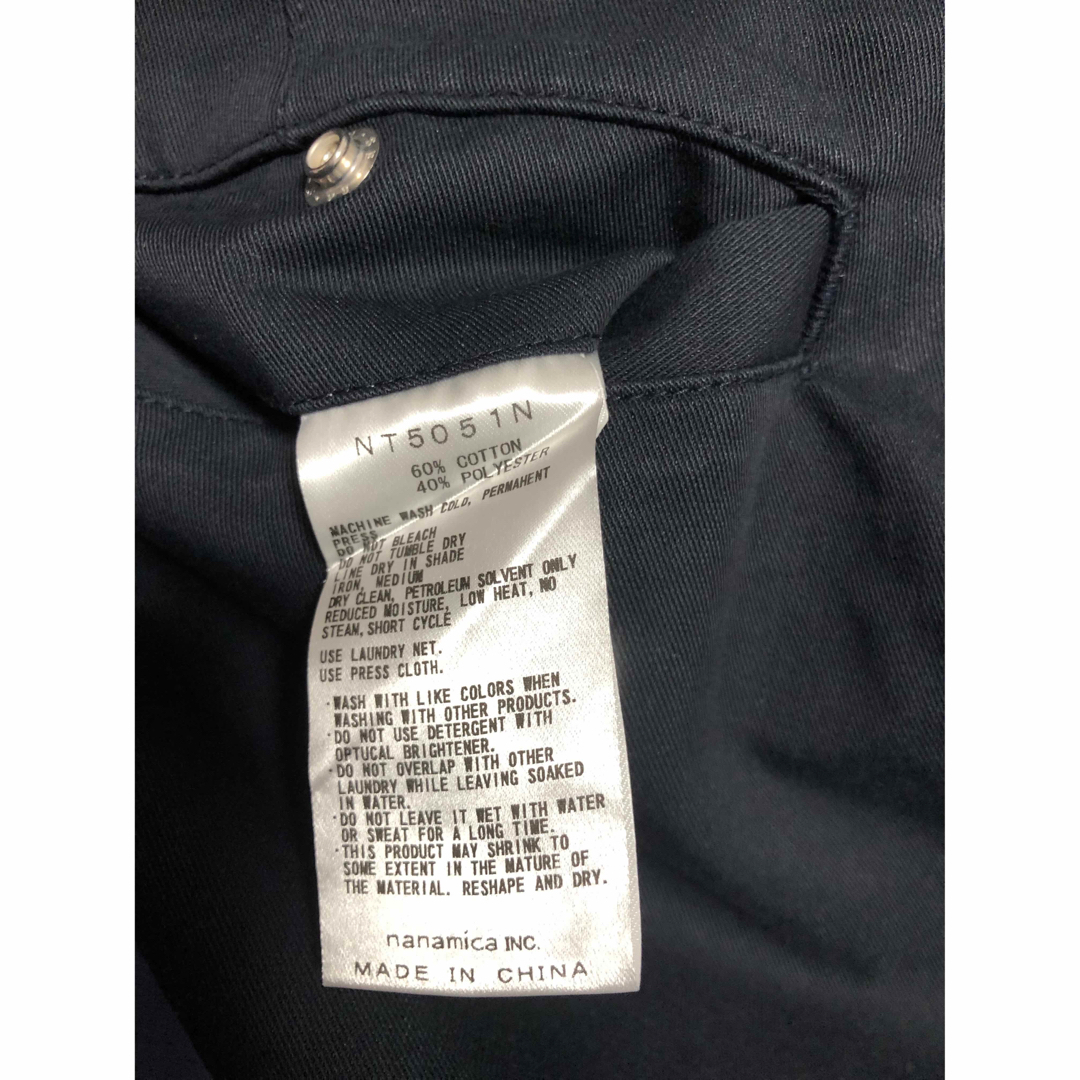 NT5051N
60% COTTON
40% POLYESTER
MACHINE WASH COLD, PERMAHENT
PRESS
DO NOT BLEACH
DO NOT TUMBLE DRY
LINE DRY IN SHADE
IRON, MEDIUM
DRY CLEAN, PETROLEUM SOLVENT ONLY
REDUCED MOISTURE, LOW HEAT, NO
STEAM, SHORT CYCLE
USE LAUNDRY NET.
USE PRESS CLOTH.
・WASH WITH LIKE COLORS WHEN
WASHING WITH OTHER PRODUCTS.
・DO NOT USE DETERGENT WITH
OPTUCAL BRIGHTENER.
・DO NOT OVERLAP WITH OTHER
LAUNDRY WHILE LEAVING SOAKED
IN WATER.
・DO NOT LEAVE IT WET WITH WATER
OR SWEAT FOR A LONG TIME.
・THIS PRODUCT MAY SHRINK TO
SOME EXTENT IN THE MATURE OF
THE MATERIAL. RESHAPE AND DRY.
nanamica INC.
MADE IN CHINA